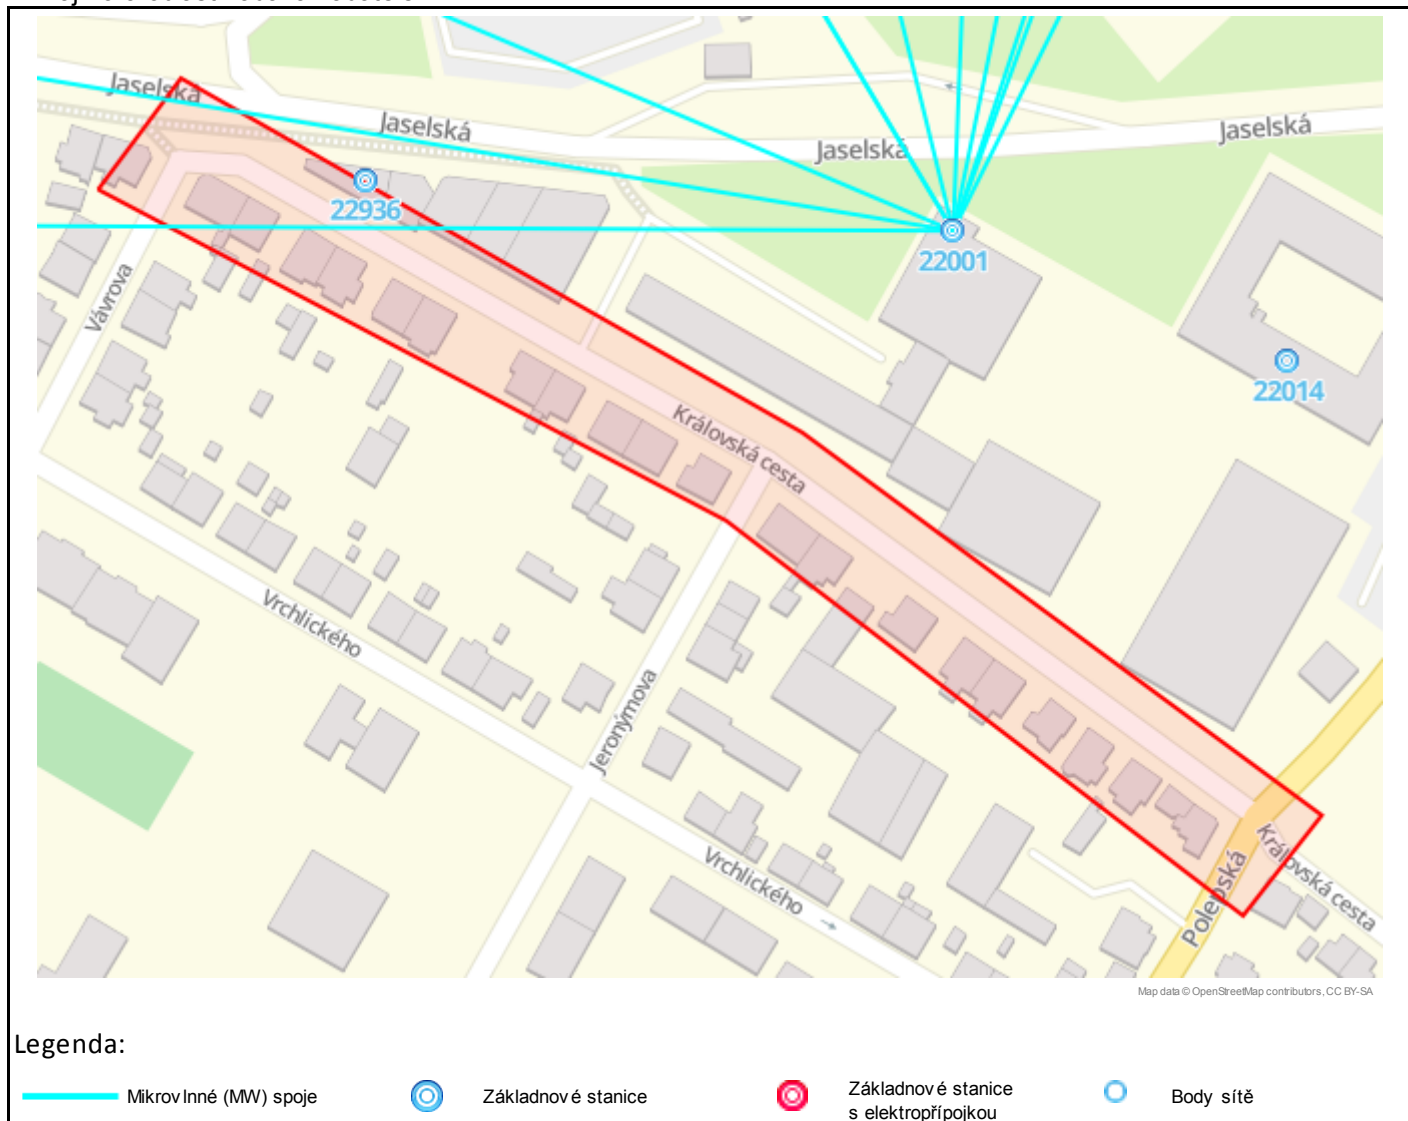 Jaselská
Jaselská
Jaselská
Jaselská
22936
22001
22014
Vávrova
Královská cesta
Vrchlického
Jeronýmova
Vrchlického
Polepská
Královská cesta
Map data © OpenStreetMap contributors, CC BY-SA
Legenda:
Mikrovlnné (MW) spoje
Základnové stanice
Základnové stanice
s elektropřípojkou
Body sítě